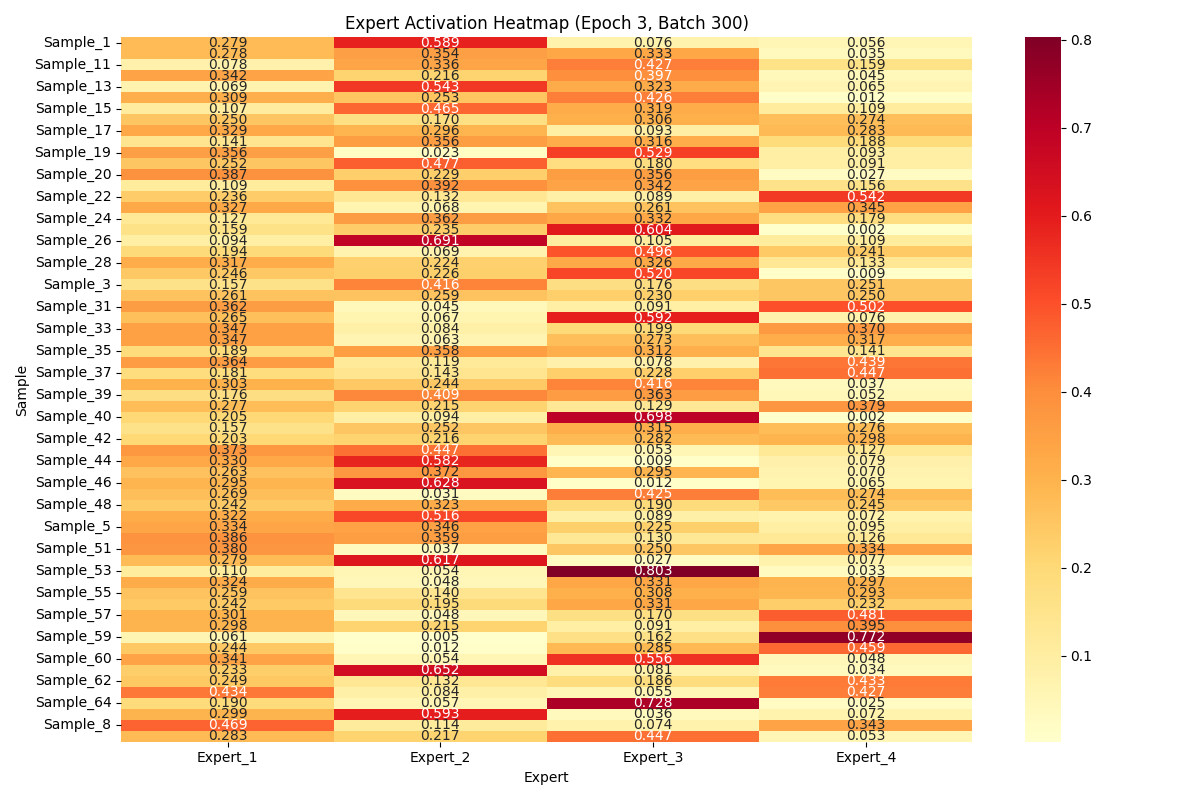 Expert Activation Heatmap (Epoch 3, Batch 300)
Sample_1 0.279 0.589 0.076 0.056
0.278 0.354 0.333 0.035
Sample_11 0.078 0.336 0.427 0.159
0.342 0.216 0.397 0.045
Sample_13 0.069 0.543 0.323 0.065
0.309 0.253 0.426 0.012
Sample_15 0.107 0.465 0.319 0.109
0.250 0.170 0.306 0.274
Sample_17 0.329 0.296 0.093 0.283
0.141 0.356 0.316 0.188
Sample_19 0.356 0.023 0.529 0.093
0.252 0.477 0.180 0.091
Sample_20 0.387 0.229 0.356 0.027
0.109 0.392 0.342 0.156
Sample_22 0.236 0.132 0.089 0.542
0.327 0.068 0.261 0.345
Sample_24 0.127 0.362 0.332 0.179
0.159 0.235 0.604 0.002
Sample_26 0.094 0.691 0.105 0.109
0.194 0.069 0.496 0.241
Sample_28 0.317 0.224 0.326 0.133
0.246 0.226 0.520 0.009
Sample_3 0.157 0.416 0.176 0.251
0.261 0.259 0.230 0.250
Sample_31 0.362 0.045 0.091 0.502
0.265 0.067 0.592 0.076
Sample_33 0.347 0.084 0.199 0.370
0.347 0.063 0.273 0.317
Sample_35 0.189 0.358 0.312 0.141
0.364 0.119 0.078 0.439
Sample_37 0.181 0.143 0.228 0.447
0.303 0.244 0.416 0.037
Sample_39 0.176 0.409 0.363 0.052
0.277 0.215 0.129 0.379
Sample_40 0.205 0.094 0.698 0.002
0.157 0.252 0.315 0.276
Sample_42 0.203 0.216 0.282 0.298
0.373 0.447 0.053 0.127
Sample_44 0.330 0.582 0.009 0.079
0.263 0.372 0.295 0.070
Sample_46 0.295 0.628 0.012 0.065
0.269 0.031 0.425 0.274
Sample_48 0.242 0.323 0.190 0.245
0.322 0.516 0.089 0.072
Sample_5 0.334 0.346 0.225 0.095
0.386 0.359 0.130 0.126
Sample_51 0.380 0.037 0.250 0.334
0.279 0.617 0.027 0.077
Sample_53 0.110 0.054 0.803 0.033
0.324 0.048 0.331 0.297
Sample_55 0.259 0.140 0.308 0.293
0.242 0.195 0.331 0.232
Sample_57 0.301 0.048 0.170 0.481
0.298 0.215 0.091 0.395
Sample_59 0.061 0.005 0.162 0.772
0.244 0.012 0.285 0.459
Sample_60 0.341 0.054 0.556 0.048
0.233 0.652 0.081 0.034
Sample_62 0.249 0.132 0.186 0.433
0.434 0.084 0.055 0.427
Sample_64 0.190 0.057 0.728 0.025
0.299 0.593 0.036 0.072
Sample_8 0.469 0.114 0.074 0.343
0.283 0.217 0.447 0.053
Expert_1 Expert_2 Expert_3 Expert_4
Expert
Sample
0.8
0.7
0.6
0.5
0.4
0.3
0.2
0.1